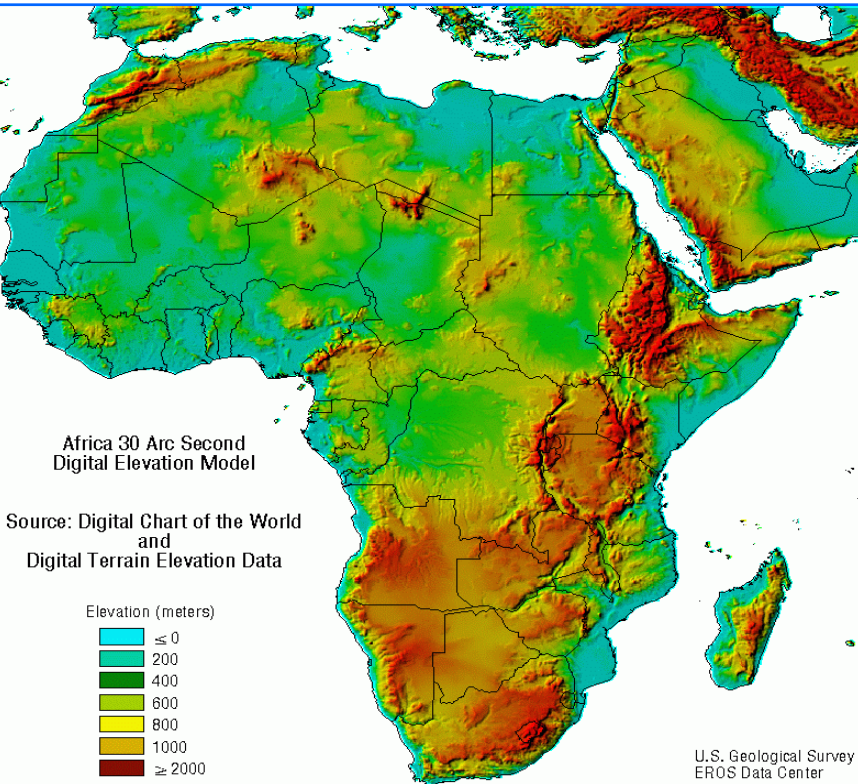 Africa 30 Arc Second
Digital Elevation Model
Source: Digital Chart of the World
and
Digital Terrain Elevation Data
Elevation (meters)
≤ 0
200
400
600
800
1000
≥ 2000
U.S. Geological Survey
EROS Data Center